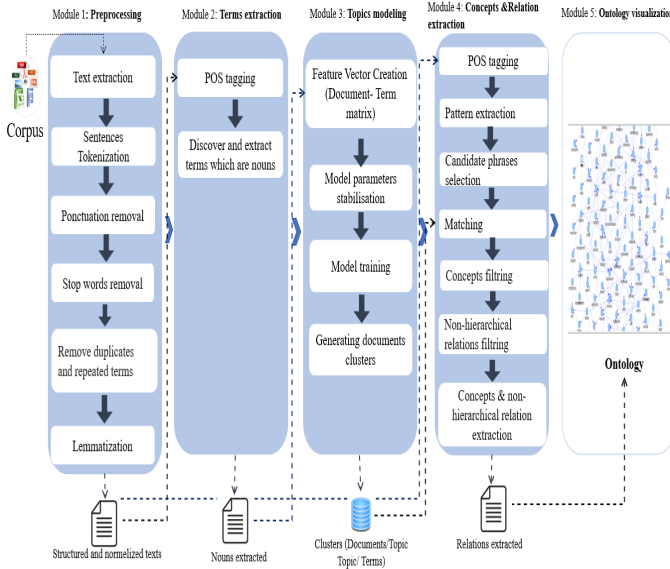 Module 1: Preprocessing
Corpus
Text extraction
Sentences
Tokenization
Ponctuation removal
Stop words removal
Remove duplicates
and repeated terms
Lemmatization
Structured and normelized texts
Module 2: Terms extraction
POS tagging
Discover and extract
terms which are nouns
Nouns extracted
Module 3: Topics modeling
Feature Vector Creation
(Document- Term
matrix)
Model parameters
stabilisation
Model training
Generating documents
clusters
Clusters (Documents/Topic
Topic/ Terms)
Module 4: Concepts &Relation
extraction
POS tagging
Pattern extraction
Candidate phrases
selection
Matching
Concepts filtring
Non-hierarchical
relations filtring
Concepts & non-
hierarchical relation
extraction
Relations extracted
Module 5: Ontology visualization
Ontology